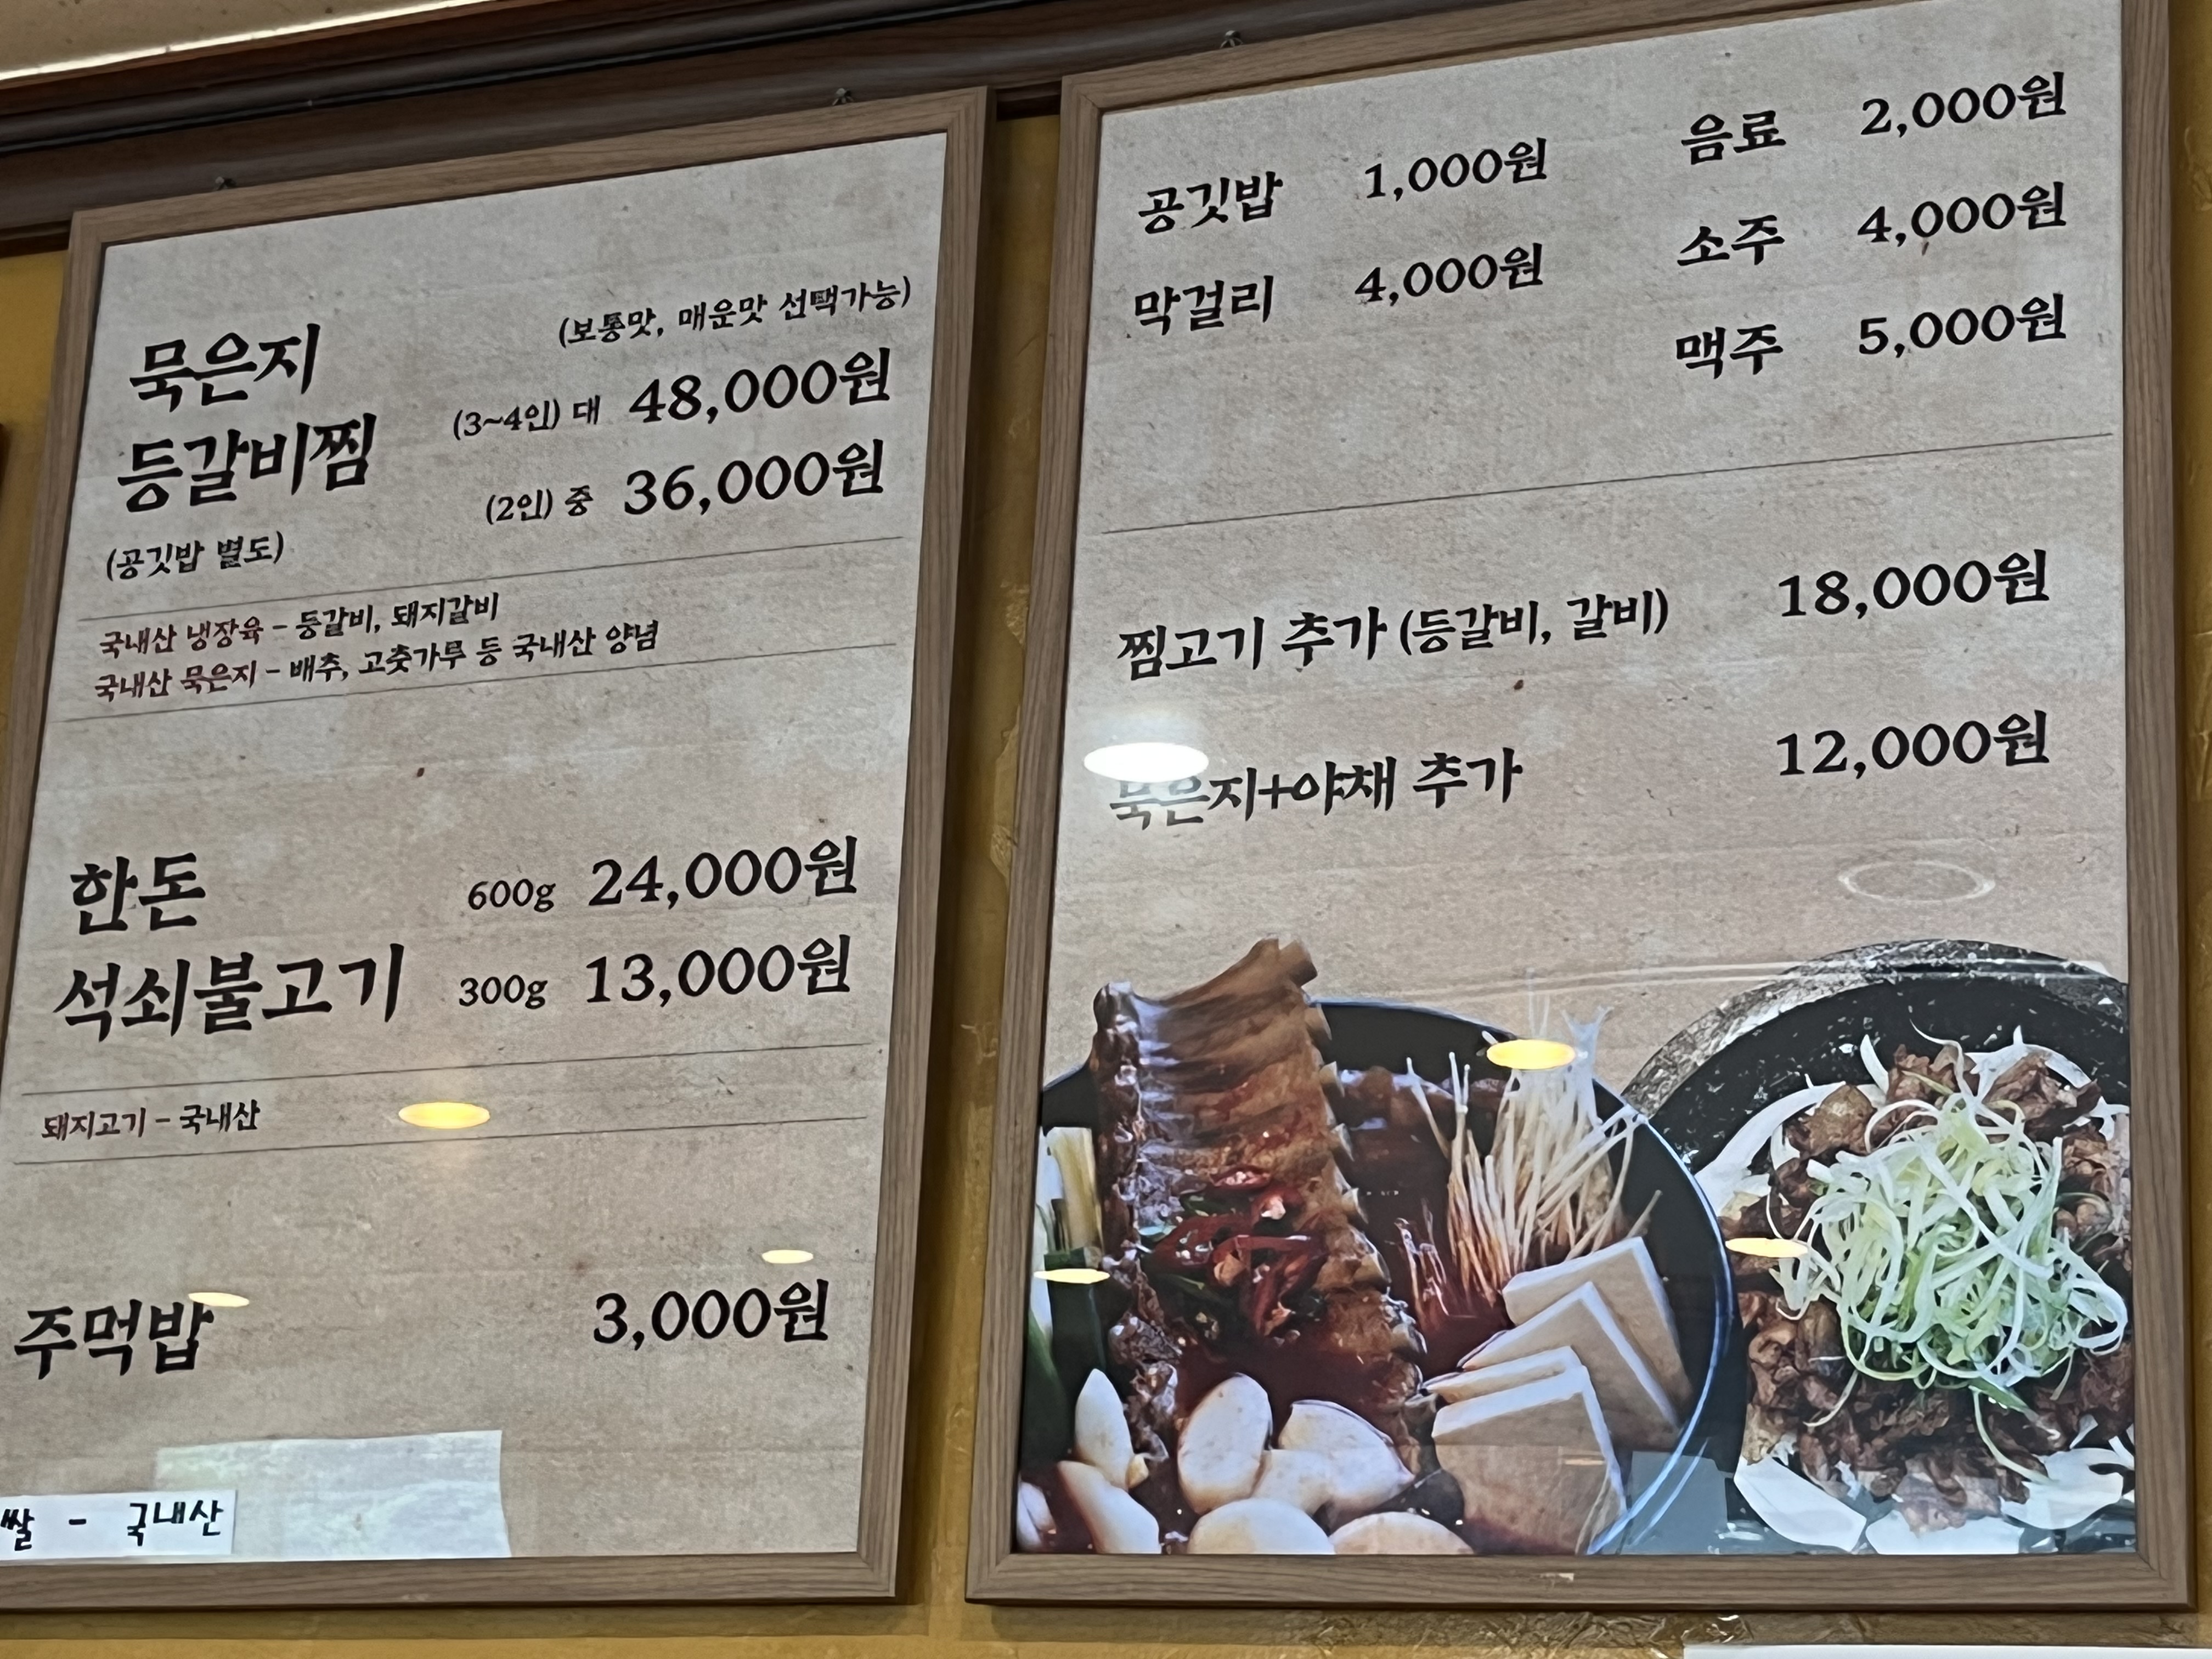 묵은지
등갈비찜
(공깃밥 별도)
(보통맛, 매운맛 선택가능)
(3~4인) 대 48,000원
(2인) 중 36,000원
국내산 냉장육 - 등갈비, 돼지갈비
국내산 묵은지 - 배추, 고춧가루 등 국내산 양념
한돈
석쇠불고기
600g 24,000원
300g 13,000원
돼지고기 - 국내산
주먹밥 3,000원
쌀 - 국내산
공깃밥 1,000원
막걸리 4,000원
음료 2,000원
소주 4,000원
맥주 5,000원
찜고기 추가 (등갈비, 갈비) 18,000원
묵은지+야채 추가 12,000원